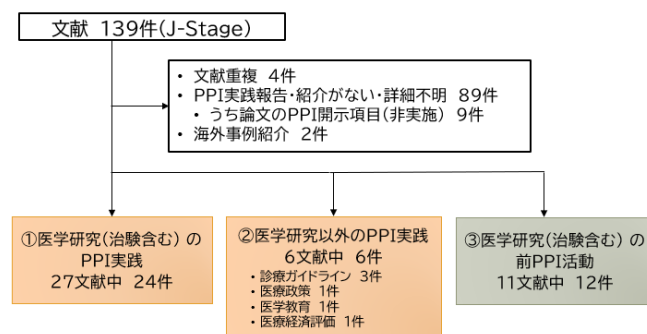 文献 139件(J-Stage)
• 文献重複 4件
• PPI実践報告・紹介がない・詳細不明 89件
• うち論文のPPI開示項目(非実施) 9件
• 海外事例紹介 2件
①医学研究(治験含む) の
PPI実践
27文献中 24件
②医学研究以外のPPI実践
6文献中 6件
• 診療ガイドライン 3件
• 医療政策 1件
• 医学教育 1件
• 医療経済評価 1件
③医学研究(治験含む) の
前PPI活動
11文献中 12件